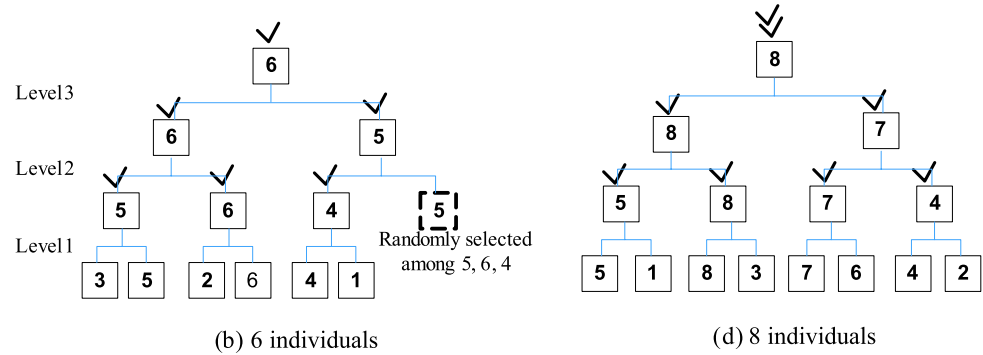 6
Level3
6 5
Level2
5 6 4 5
Randomly selected
among 5, 6, 4
Level1
3 5 2 6 4 1
(b) 6 individuals
8
8 7
5 8 7 4
5 1 8 3 7 6 4 2
(d) 8 individuals